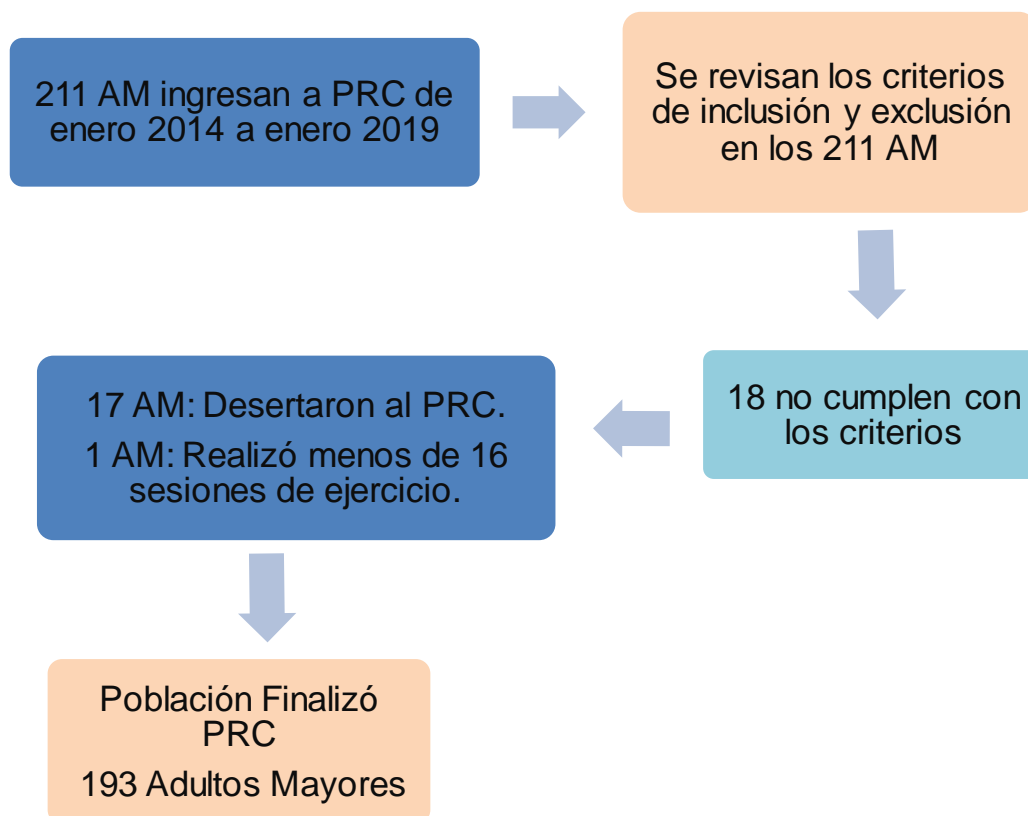 211 AM ingresan a PRC de
enero 2014 a enero 2019
Se revisan los criterios
de inclusión y exclusión
en los 211 AM
18 no cumplen con
los criterios
17 AM: Desertaron al PRC.
1 AM: Realizó menos de 16
sesiones de ejercicio.
Población Finalizó
PRC
193 Adultos Mayores